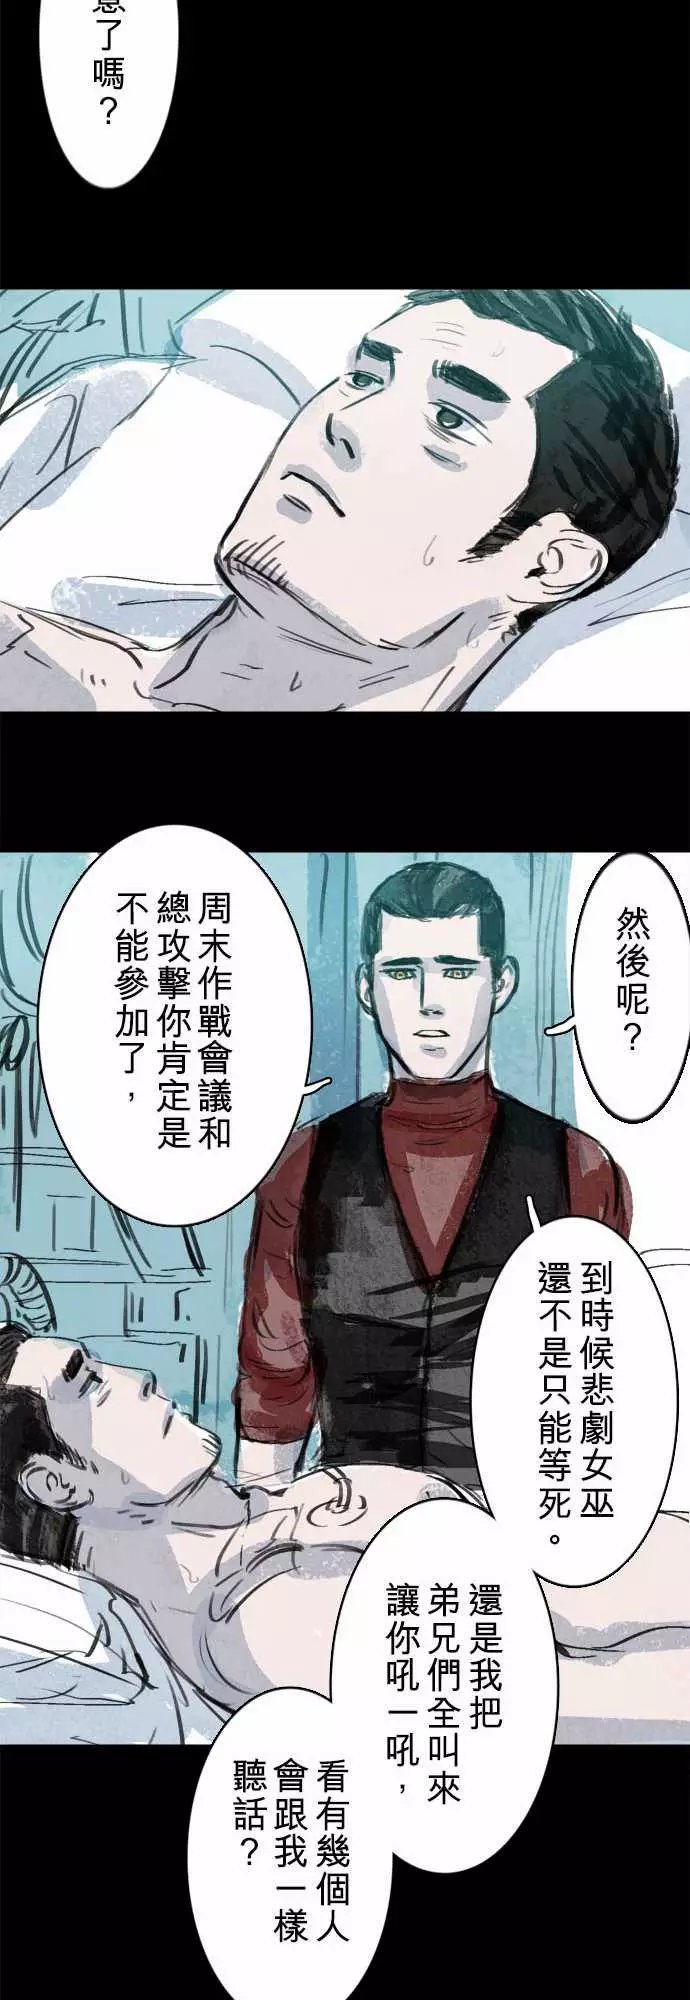 了嗎？
然後呢？
周末作戰會議和
總攻擊你肯定是
不能參加了，
到時候悲劇女巫
還不是只能等死。
還是我把
弟兄們全叫來
讓你吼一吼，
看有幾個人
會跟我一樣
聽話？